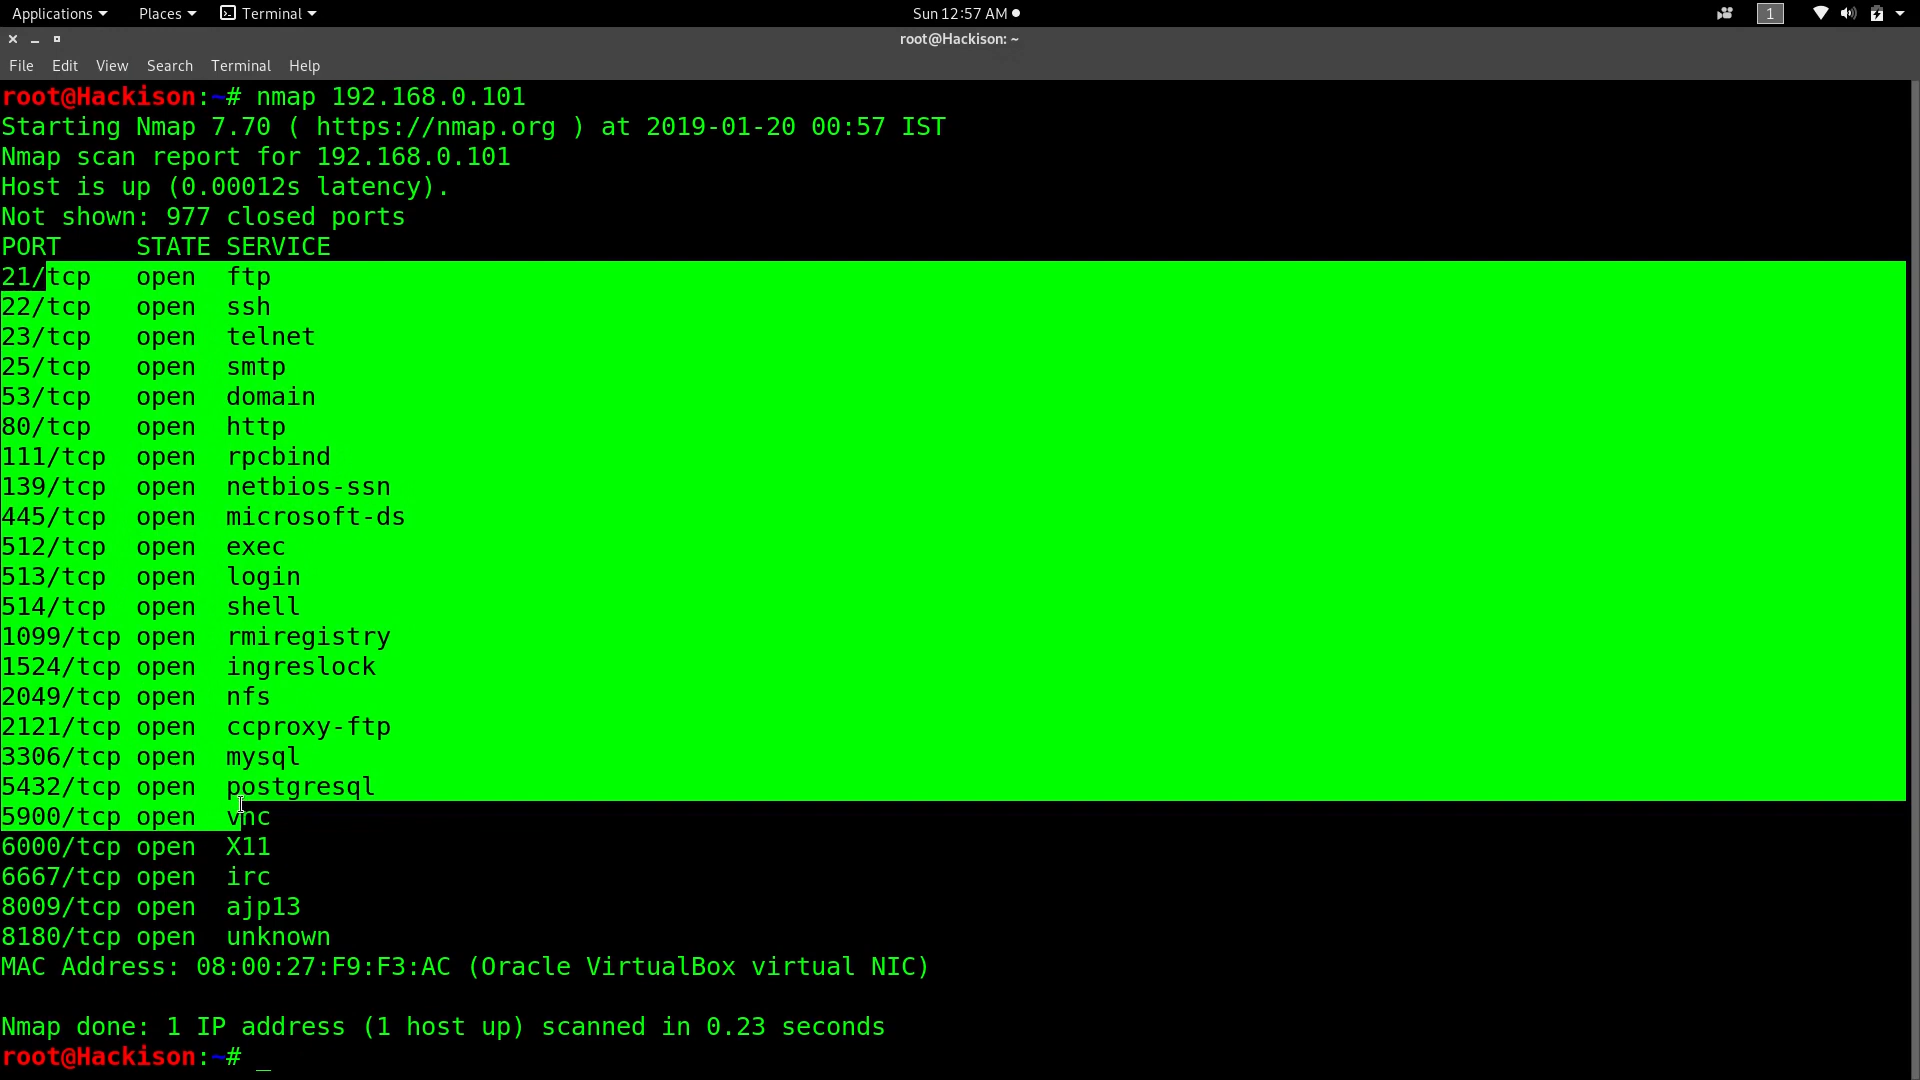 Applications Places Terminal Sun 12:57 AM 1
root@Hackison: ~
File Edit View Search Terminal Help
root@Hackison:~# nmap 192.168.0.101
Starting Nmap 7.70 ( https://nmap.org ) at 2019-01-20 00:57 IST
Nmap scan report for 192.168.0.101
Host is up (0.00012s latency).
Not shown: 977 closed ports
PORT     STATE SERVICE
21/tcp   open  ftp
22/tcp   open  ssh
23/tcp   open  telnet
25/tcp   open  smtp
53/tcp   open  domain
80/tcp   open  http
111/tcp  open  rpcbind
139/tcp  open  netbios-ssn
445/tcp  open  microsoft-ds
512/tcp  open  exec
513/tcp  open  login
514/tcp  open  shell
1099/tcp open  rmiregistry
1524/tcp open  ingreslock
2049/tcp open  nfs
2121/tcp open  ccproxy-ftp
3306/tcp open  mysql
5432/tcp open  postgresql
5900/tcp open  vnc
6000/tcp open  X11
6667/tcp open  irc
8009/tcp open  ajp13
8180/tcp open  unknown
MAC Address: 08:00:27:F9:F3:AC (Oracle VirtualBox virtual NIC)
Nmap done: 1 IP address (1 host up) scanned in 0.23 seconds
root@Hackison:~# _